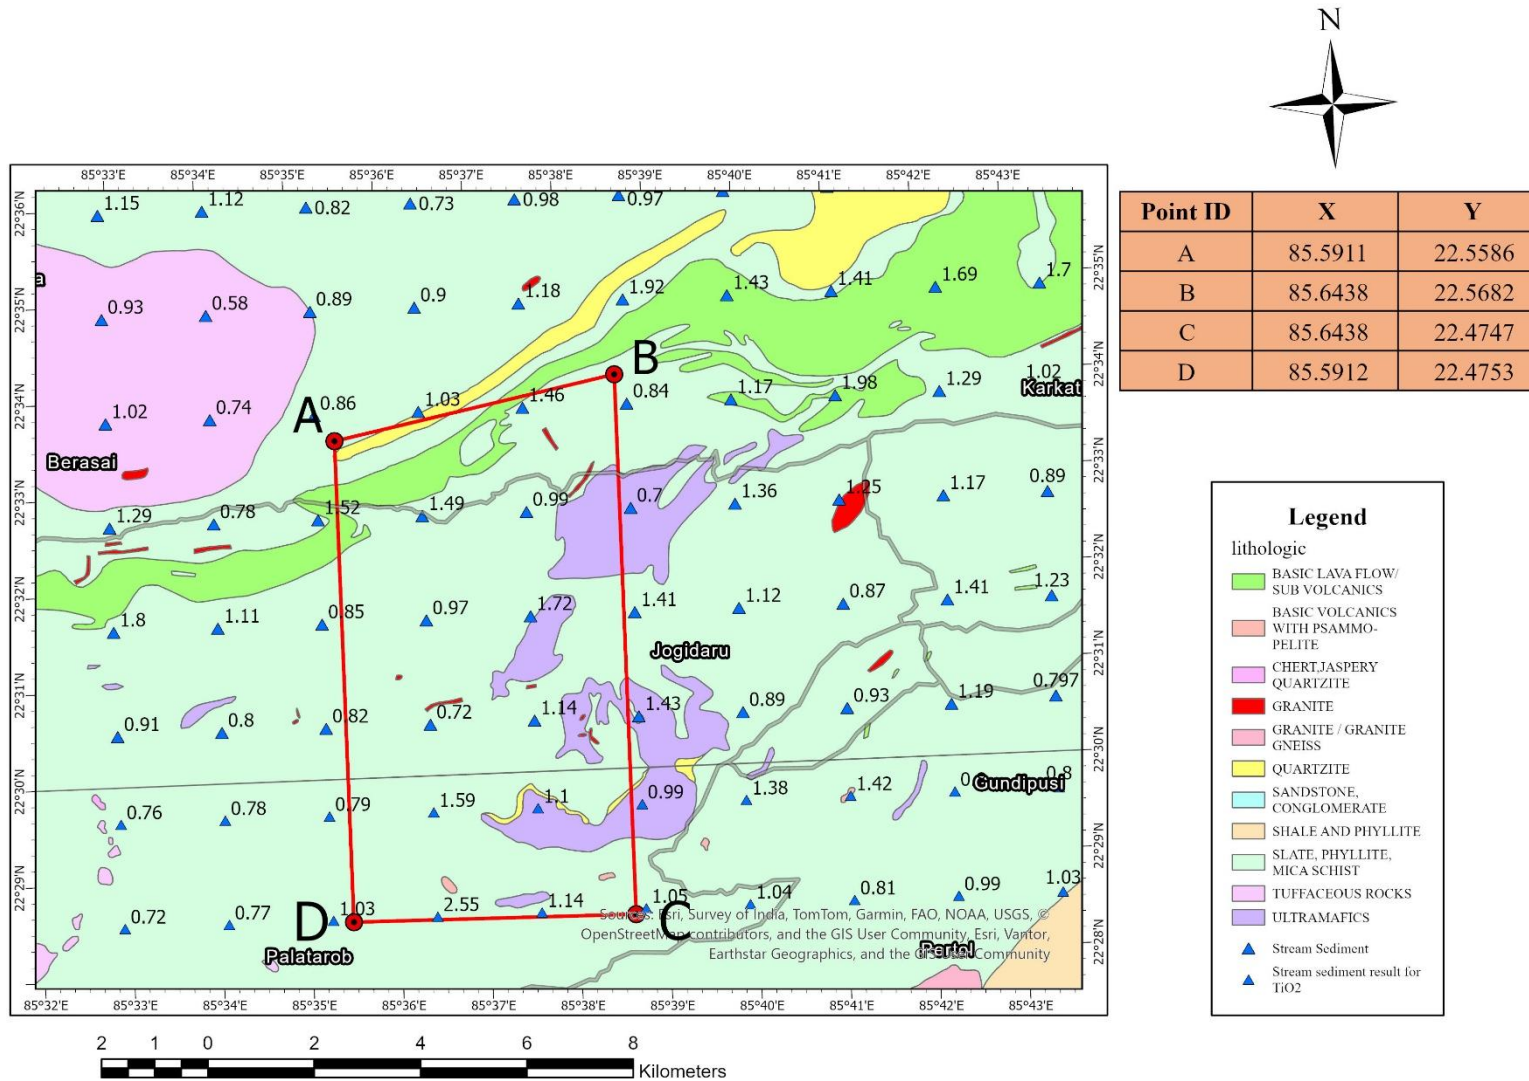 N
85°33'E 85°34'E 85°35'E 85°36'E 85°37'E 85°38'E 85°39'E 85°40'E 85°41'E 85°42'E 85°43'E
22°36'N
22°35'N
22°34'N
22°33'N
22°32'N
22°31'N
22°30'N
22°29'N
22°35'N
22°34'N
22°33'N
22°32'N
22°31'N
22°30'N
22°29'N
22°28'N
1.15 1.12 0.82 0.73 0.98 0.97
a
0.93 0.58 0.89 0.9 1.18 1.92 1.43 1.41 1.69 1.7
A
B
1.02 0.74 0.86 1.03 1.46 0.84 1.17 1.98 1.29 1.02
Karkat
Berasai
1.29 0.78 1.52 1.49 0.99 0.7 1.36 1.25 1.17 0.89
1.8 1.11 0.85 0.97 1.72 1.41 1.12 0.87 1.41 1.23
Jogidaru
0.91 0.8 0.82 0.72 1.14 1.43 0.89 0.93 1.19 0.797
0.76 0.78 0.79 1.59 1.1 0.99 1.38 1.42 0.8
Gundipusi
0.72 0.77 1.03 2.55 1.14 1.05 1.04 0.81 0.99 1.03
D
C
Palatarob
Sources: Esri, Survey of India, TomTom, Garmin, FAO, NOAA, USGS, ©
OpenStreetMap contributors, and the GIS User Community, Esri, Vantor,
Earthstar Geographics, and the GIS User Community
85°32'E 85°33'E 85°34'E 85°35'E 85°36'E 85°37'E 85°38'E 85°39'E 85°40'E 85°41'E 85°42'E 85°43'E
2 1 0 2 4 6 8
Kilometers
Point ID X Y
A 85.5911 22.5586
B 85.6438 22.5682
C 85.6438 22.4747
D 85.5912 22.4753
Legend
lithologic
BASIC LAVA FLOW/
SUB VOLCANICS
BASIC VOLCANICS
WITH PSAMMO-
PELITE
CHERT,JASPERY
QUARTZITE
GRANITE
GRANITE / GRANITE
GNEISS
QUARTZITE
SANDSTONE,
CONGLOMERATE
SHALE AND PHYLLITE
SLATE, PHYLLITE,
MICA SCHIST
TUFFACEOUS ROCKS
ULTRAMAFICS
Stream Sediment
Stream sediment result for
TiO2